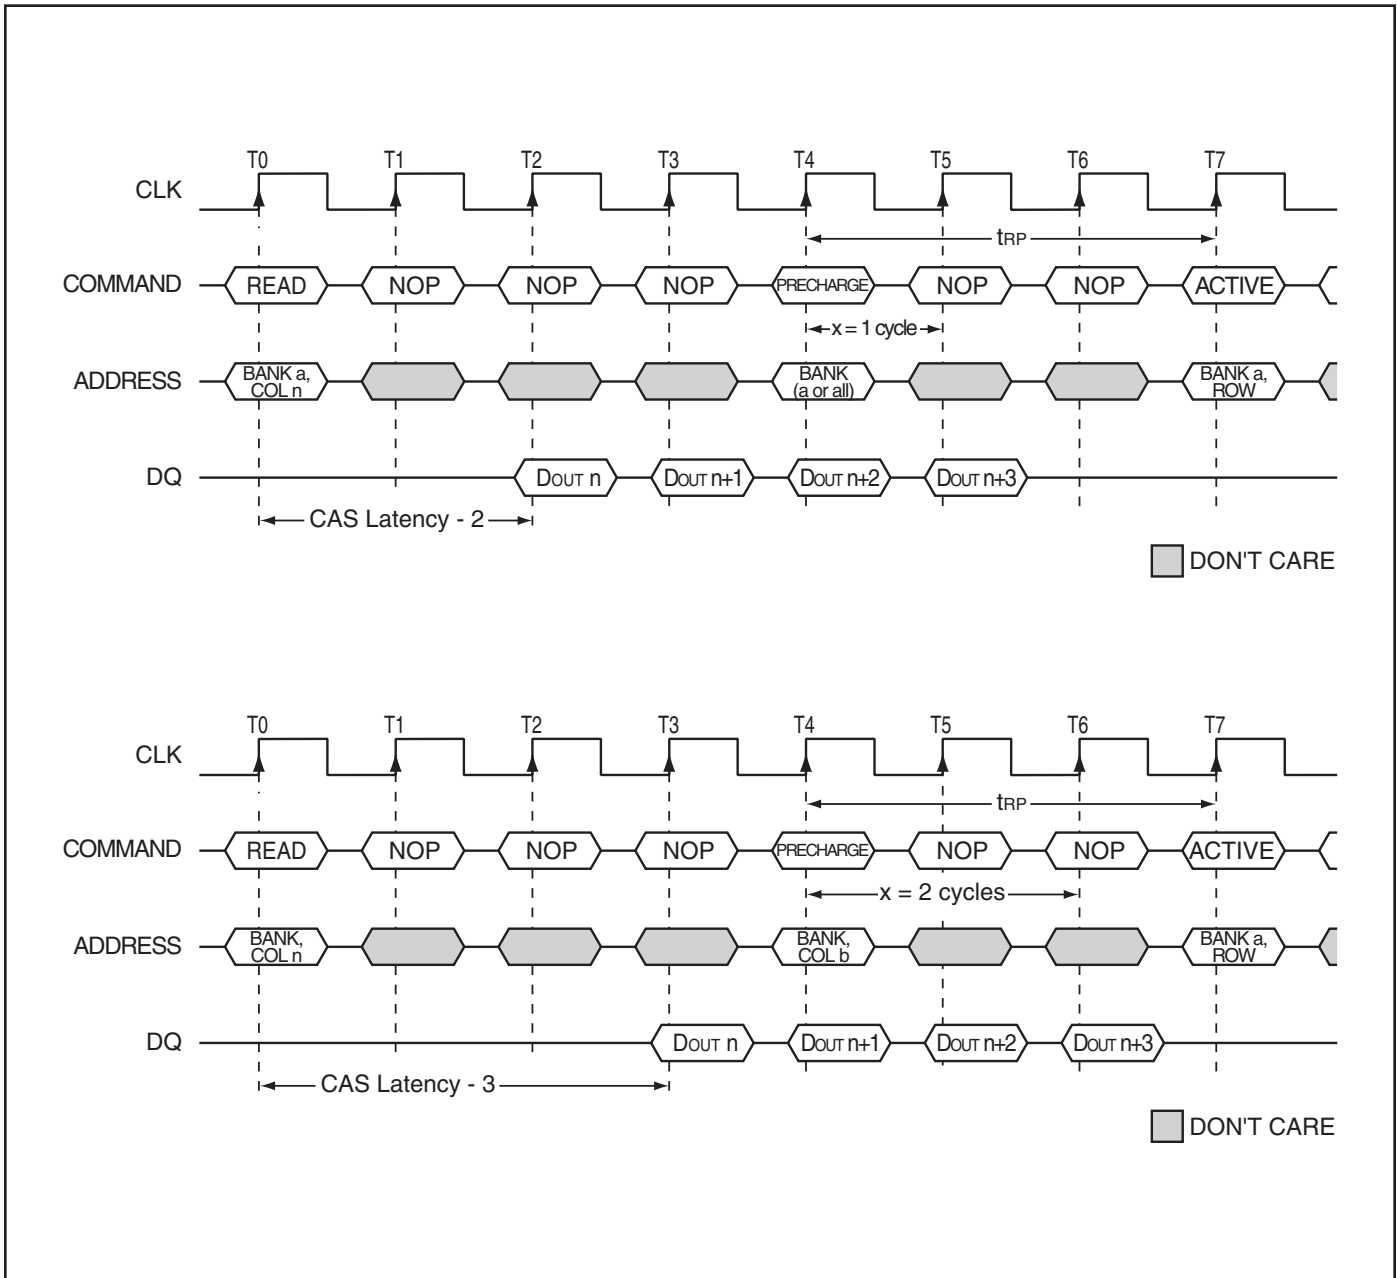 T0 T1 T2 T3 T4 T5 T6 T7
CLK
tRP
COMMAND READ NOP NOP NOP PRECHARGE NOP NOP ACTIVE
x = 1 cycle
ADDRESS BANK a, COL n BANK (a or all) BANK a, ROW
DQ DOUT n DOUT n+1 DOUT n+2 DOUT n+3
CAS Latency - 2
DON'T CARE
T0 T1 T2 T3 T4 T5 T6 T7
CLK
tRP
COMMAND READ NOP NOP NOP PRECHARGE NOP NOP ACTIVE
x = 2 cycles
ADDRESS BANK, COL n BANK, COL b BANK a, ROW
DQ DOUT n DOUT n+1 DOUT n+2 DOUT n+3
CAS Latency - 3
DON'T CARE